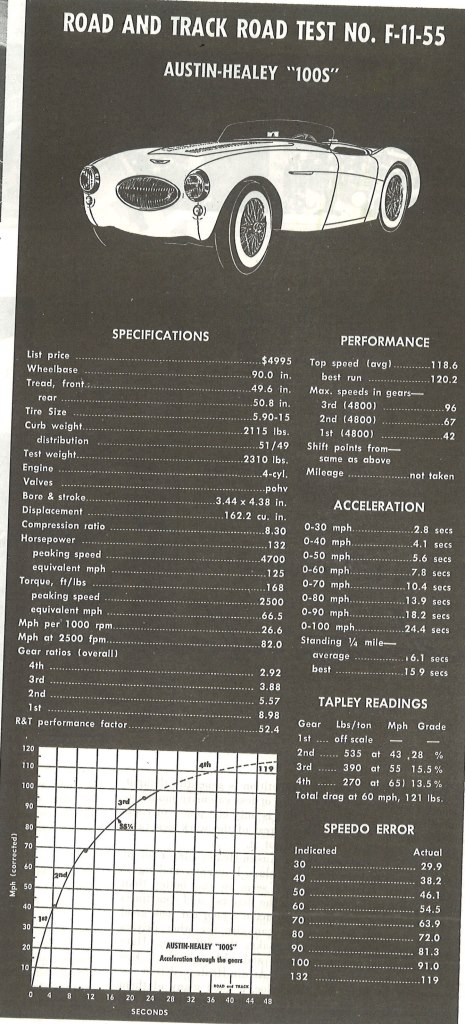 ROAD AND TRACK ROAD TEST NO. F-11-55
AUSTIN-HEALEY "100S"
SPECIFICATIONS
List price $4995
Wheelbase 90.0 in.
Tread, front 49.6 in.
rear 50.8 in.
Tire Size 5.90-15
Curb weight 2115 lbs.
distribution 51/49
Test weight 2310 lbs.
Engine 4-cyl.
Valves pohv
Bore & stroke 3.44 x 4.38 in.
Displacement 162.2 cu. in.
Compression ratio 8.30
Horsepower 132
peaking speed 4700
equivalent mph 125
Torque, ft/lbs 168
peaking speed 2500
equivalent mph 66.5
Mph per 1000 rpm 26.6
Mph at 2500 fpm 82.0
Gear ratios (overall)
4th 2.92
3rd 3.88
2nd 5.57
1st 8.98
R&T performance factor 52.4
PERFORMANCE
Top speed (avg) 118.6
best run 120.2
Max. speeds in gears—
3rd (4800) 96
2nd (4800) 67
1st (4800) 42
Shift points from—
same as above
Mileage not taken
ACCELERATION
0-30 mph 2.8 secs
0-40 mph 4.1 secs
0-50 mph 5.6 secs
0-60 mph 7.8 secs
0-70 mph 10.4 secs
0-80 mph 13.9 secs
0-90 mph 18.2 secs
0-100 mph 24.4 secs
Standing ¼ mile—
average 16.1 secs
best 15.9 secs
TAPLEY READINGS
Gear Lbs/ton Mph Grade
1st off scale — —
2nd 535 at 43 28 %
3rd 390 at 55 15.5%
4th 270 at 65 13.5%
Total drag at 60 mph, 121 lbs.
SPEEDO ERROR
Indicated Actual
30 29.9
40 38.2
50 46.1
60 54.5
70 63.9
80 72.0
90 81.3
100 91.0
132 119
Mph (corrected)
120
110
100
90
80
70
60
50
40
30
20
10
0
1st
2nd
3rd
SS¼
4th
119
AUSTIN-HEALEY "100S"
Acceleration through the gears
ROAD and TRACK
0 4 8 12 16 20 24 28 32 36 40 44 48
SECONDS